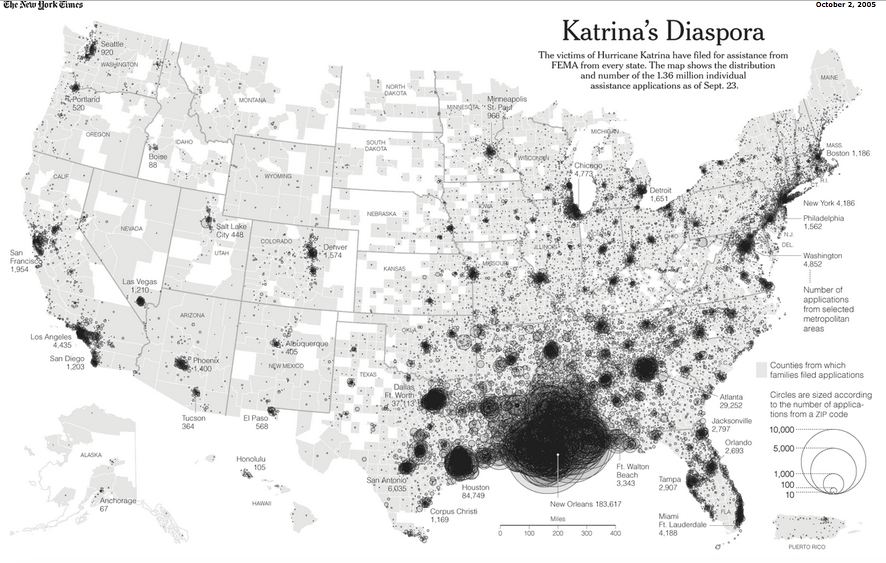 The New York Times
October 2, 2005
Katrina's Diaspora
The victims of Hurricane Katrina have filed for assistance from
FEMA from every state. The map shows the distribution
and number of the 1.36 million individual
assistance applications as of Sept. 23.
Seattle
920
WASHINGTON
Portland
520
OREGON
Boise
88
IDAHO
MONTANA
NORTH
DAKOTA
SOUTH
DAKOTA
MINNESOTA
Minneapolis
St. Paul
966
WISCONSIN
MICHIGAN
MAINE
MASS
Boston 1,186
R.I.
N.Y.
CALIF
NEVADA
WYOMING
NEBRASKA
IOWA
Chicago
4,773
Detroit
1,651
New York 4,186
Philadelphia
1,562
N.J.
DEL.
Washington
4,852
San
Francisco
1,954
Salt Lake
City 448
UTAH
COLORADO
Denver
1,574
KANSAS
MISSOURI
ILLINOIS
Las Vegas
1,210
Number of
applications
from selected
metropolitan
areas
Los Angeles
4,435
San Diego
1,203
ARIZONA
Phoenix
1,400
Albuquerque
405
NEW MEXICO
OKLA
TEXAS
Dallas
Ft. Worth
Tucson
364
El Paso
568
Counties from which
families filed applications
Circles are sized according
to the number of applica-
tions from a ZIP code
10,000
5,000
1,000
100
10
Atlanta
29,252
Jacksonville
2,797
Orlando
2,693
Tampa
2,907
Miami
Ft. Lauderdale
4,188
FLA
Ft. Walton
Beach
3,343
New Orleans 183,617
Houston
84,749
San Antonio
6,035
Corpus Christi
1,169
Miles
0 100 200 300 400
ALASKA
Anchorage
67
Honolulu
105
HAWAII
PUERTO RICO